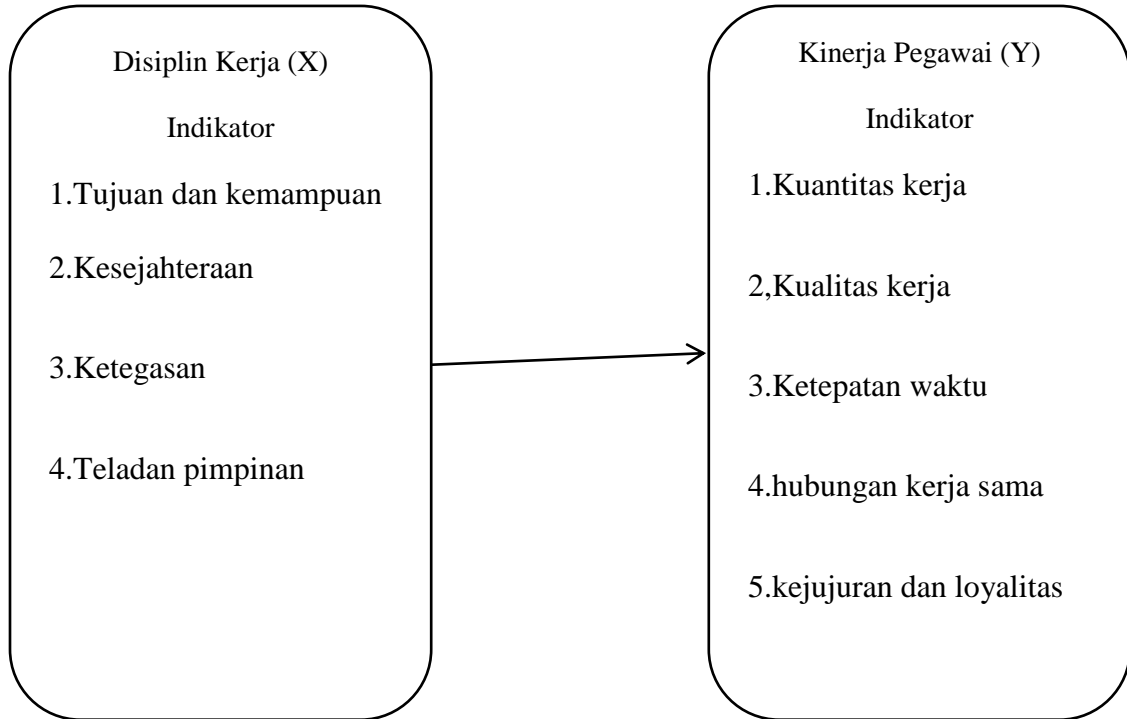 Disiplin Kerja (X)
Indikator
1.Tujuan dan kemampuan
2.Kesejahteraan
3.Ketegasan
4.Teladan pimpinan
Kinerja Pegawai (Y)
Indikator
1.Kuantitas kerja
2,Kualitas kerja
3.Ketepatan waktu
4.hubungan kerja sama
5.kejujuran dan loyalitas